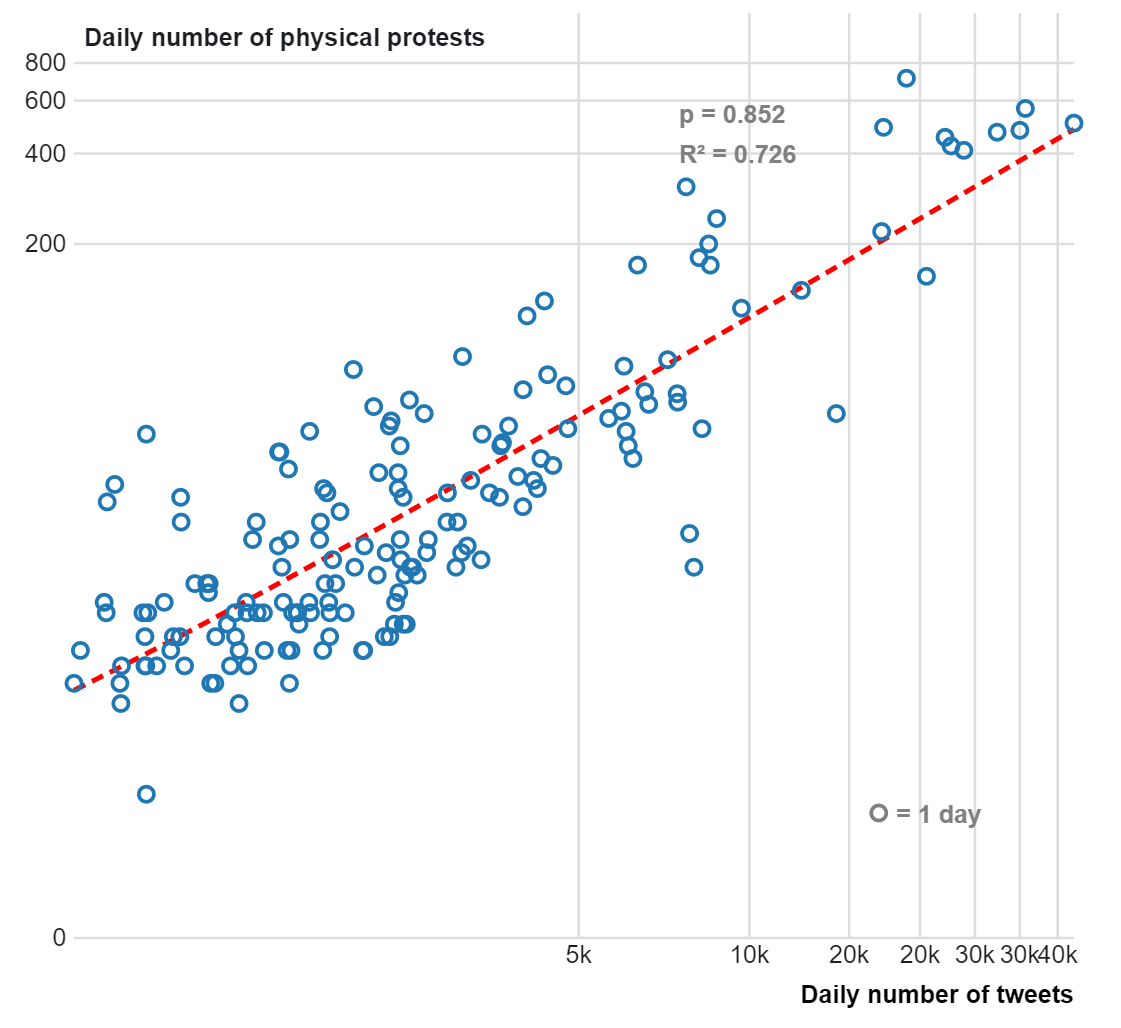 Daily number of physical protests
800
600
400
200
0
p = 0.852
R² = 0.726
= 1 day
5k 10k 20k 20k 30k 30k 40k
Daily number of tweets